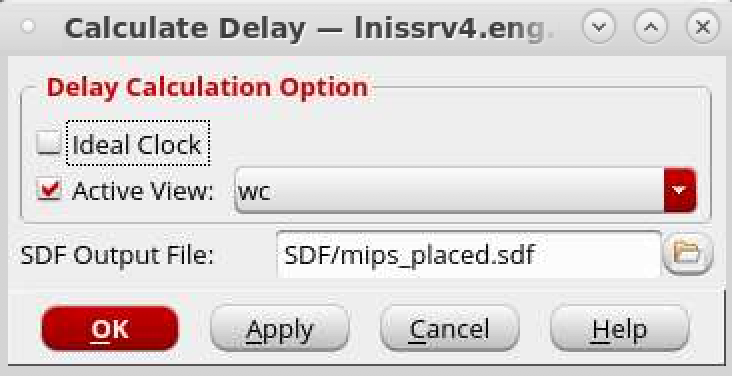 Calculate Delay — lnissrv4.eng.
Delay Calculation Option
Ideal Clock
Active View: wc
SDF Output File: SDF/mips_placed.sdf
OK Apply Cancel Help